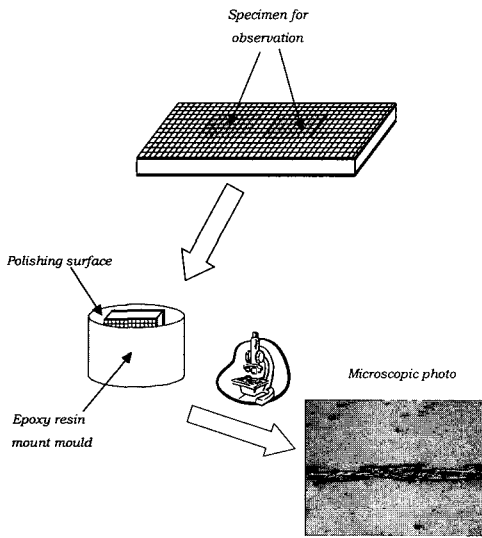 Specimen for
observation
Polishing surface
Microscopic photo
Epoxy resin
mount mould